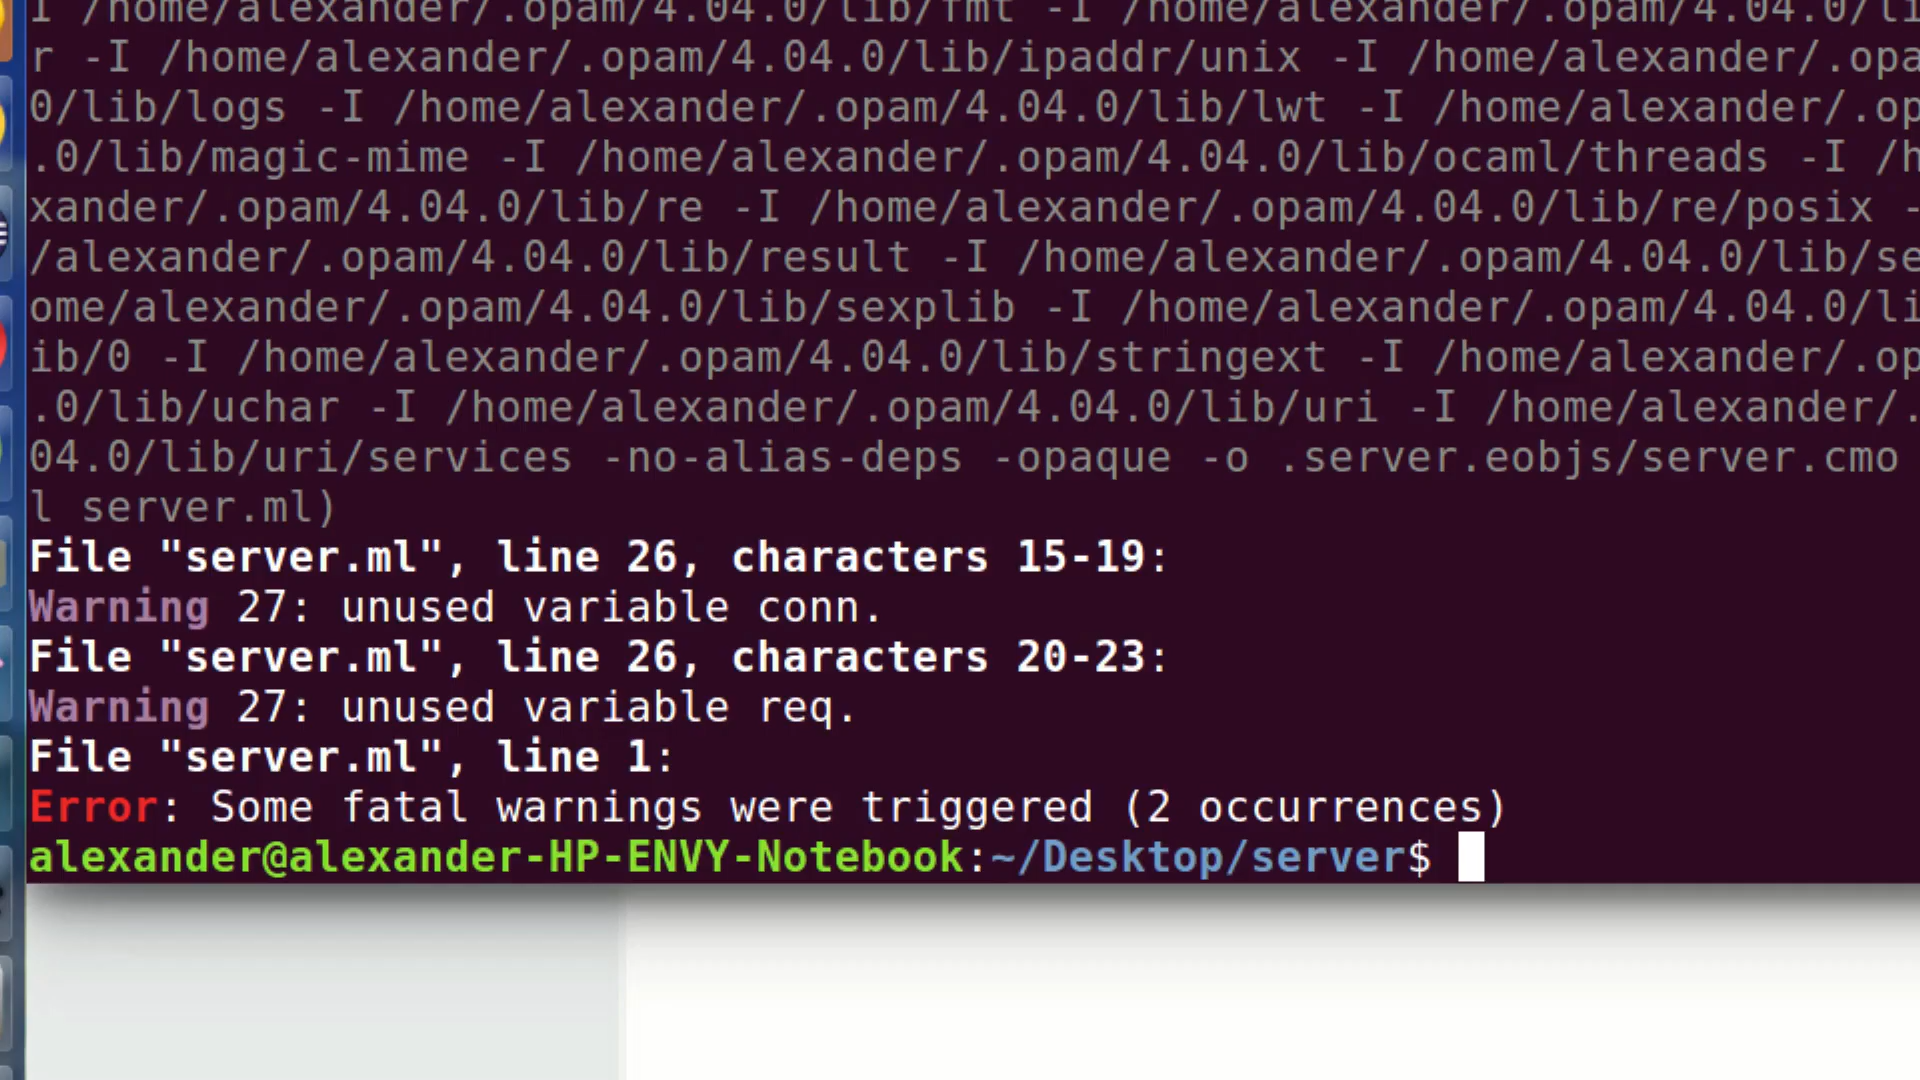 I /home/alexander/.opam/4.04.0/lib/fmt -I /home/alexander/.opam/4.04.0/li
r -I /home/alexander/.opam/4.04.0/lib/ipaddr/unix -I /home/alexander/.opa
0/lib/logs -I /home/alexander/.opam/4.04.0/lib/lwt -I /home/alexander/.op
.0/lib/magic-mime -I /home/alexander/.opam/4.04.0/lib/ocaml/threads -I /h
xander/.opam/4.04.0/lib/re -I /home/alexander/.opam/4.04.0/lib/re/posix -
/alexander/.opam/4.04.0/lib/result -I /home/alexander/.opam/4.04.0/lib/se
ome/alexander/.opam/4.04.0/lib/sexplib -I /home/alexander/.opam/4.04.0/li
ib/0 -I /home/alexander/.opam/4.04.0/lib/stringext -I /home/alexander/.op
.0/lib/uchar -I /home/alexander/.opam/4.04.0/lib/uri -I /home/alexander/.
04.0/lib/uri/services -no-alias-deps -opaque -o .server.eobjs/server.cmo
l server.ml)
File "server.ml", line 26, characters 15-19:
Warning 27: unused variable conn.
File "server.ml", line 26, characters 20-23:
Warning 27: unused variable req.
File "server.ml", line 1:
Error: Some fatal warnings were triggered (2 occurrences)
alexander@alexander-HP-ENVY-Notebook:~/Desktop/server$